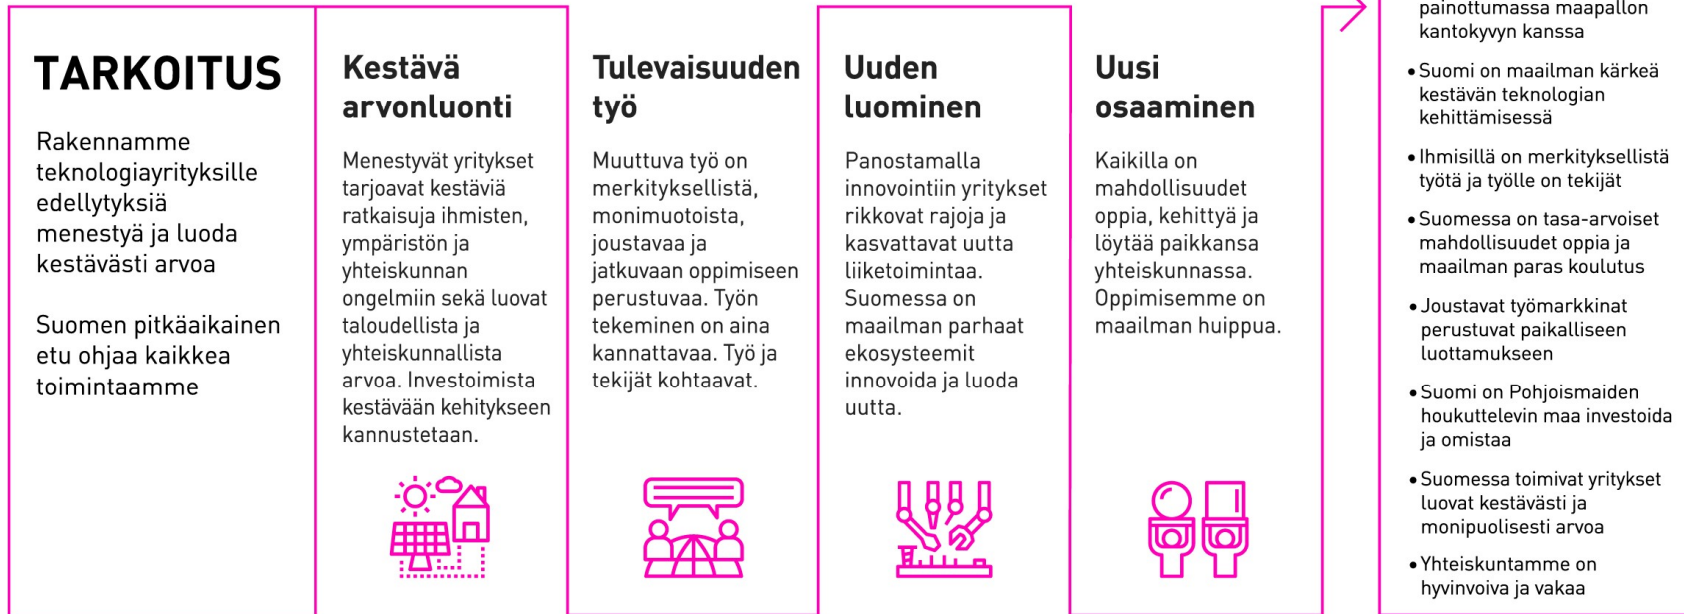 TARKOITUS
Rakennamme
teknologiayrityksille
edellytyksiä
menestyä ja luoda
kestävästi arvoa
Suomen pitkäaikainen
etu ohjaa kaikkea
toimintaamme
Kestävä
arvonluonti
Menestyvät yritykset
tarjoavat kestäviä
ratkaisuja ihmisten,
ympäristön ja
yhteiskunnan
ongelmiin sekä luovat
taloudellista ja
yhteiskunnallista
arvoa. Investoimista
kestävään kehitykseen
kannustetaan.
Tulevaisuuden
työ
Muuttuva työ on
merkityksellistä,
monimuotoista,
joustavaa ja
jatkuvaan oppimiseen
perustuvaa. Työn
tekeminen on aina
kannattavaa. Työ ja
tekijät kohtaavat.
Uuden
luominen
Panostamalla
innovointiin yritykset
rikkovat rajoja ja
kasvattavat uutta
liiketoimintaa.
Suomessa on
maailman parhaat
ekosysteemit
innovoida ja luoda
uutta.
Uusi
osaaminen
Kaikilla on
mahdollisuudet
oppia, kehittyä ja
löytää paikkansa
yhteiskunnassa.
Oppimisemme on
maailman huippua.
painottumassa maapallon
kantokyvyn kanssa
• Suomi on maailman kärkeä
kestävän teknologian
kehittämisessä
• Ihmisillä on merkityksellistä
työtä ja työlle on tekijät
• Suomessa on tasa-arvoiset
mahdollisuudet oppia ja
maailman paras koulutus
• Joustavat työmarkkinat
perustuvat paikalliseen
luottamukseen
• Suomi on Pohjoismaiden
houkuttelevin maa investoida
ja omistaa
• Suomessa toimivat yritykset
luovat kestävästi ja
monipuolisesti arvoa
• Yhteiskuntamme on
hyvinvoiva ja vakaa